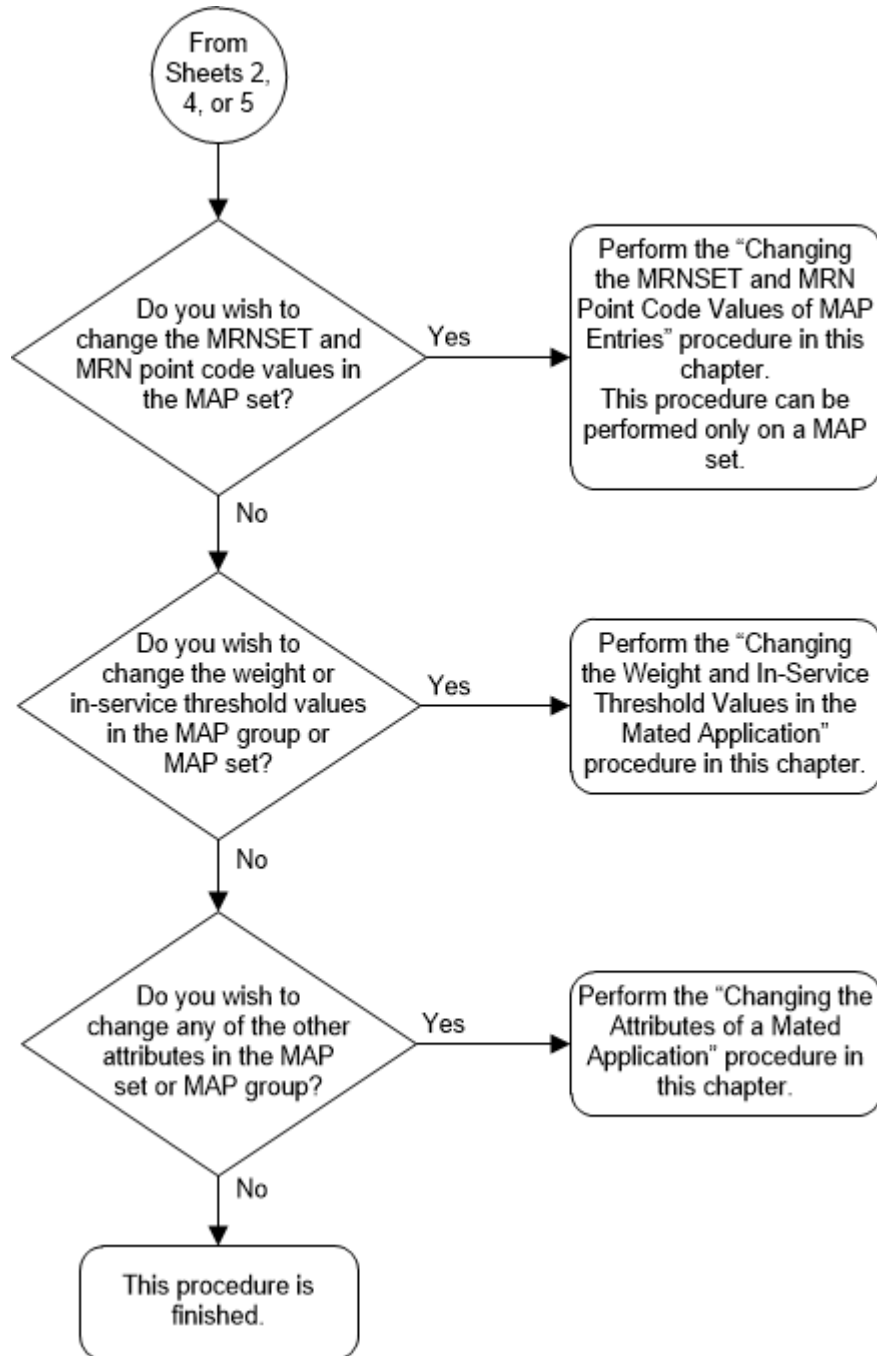 From
Sheets 2,
4, or 5
Do you wish to
change the MRNSET and
MRN point code values in
the MAP set?
Yes
Perform the “Changing
the MRNSET and MRN
Point Code Values of MAP
Entries” procedure in this
chapter.
This procedure can be
performed only on a MAP
set.
No
Do you wish to
change the weight or
in-service threshold values
in the MAP group or
MAP set?
Yes
Perform the “Changing
the Weight and In-Service
Threshold Values in the
Mated Application”
procedure in this chapter.
No
Do you wish to
change any of the other
attributes in the MAP
set or MAP group?
Yes
Perform the “Changing the
Attributes of a Mated
Application” procedure in
this chapter.
No
This procedure is
finished.